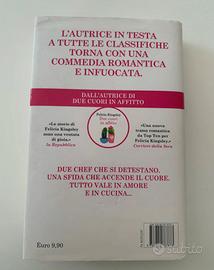 L'AUTRICE IN TESTA
A TUTTE LE CLASSIFICHE
TORNA CON UNA
COMMEDIA ROMANTICA
E INFUOCATA.
DALL'AUTRICE DI
DUE CUORI IN AFFITTO
«Le storie di
Felicia Kingsley
sono una ventata
di gioia.»
la Repubblica
Felicia Kingsley
Due cuori
in affitto
«Una nuova
trama romantica
da Top Ten per
Felicia Kingsley.»
Corriere della Sera
DUE CHEF CHE SI DETESTANO.
UNA SFIDA CHE ACCENDE IL CUORE.
TUTTO VALE IN AMORE
E IN CUCINA...
Euro 9,90
subito